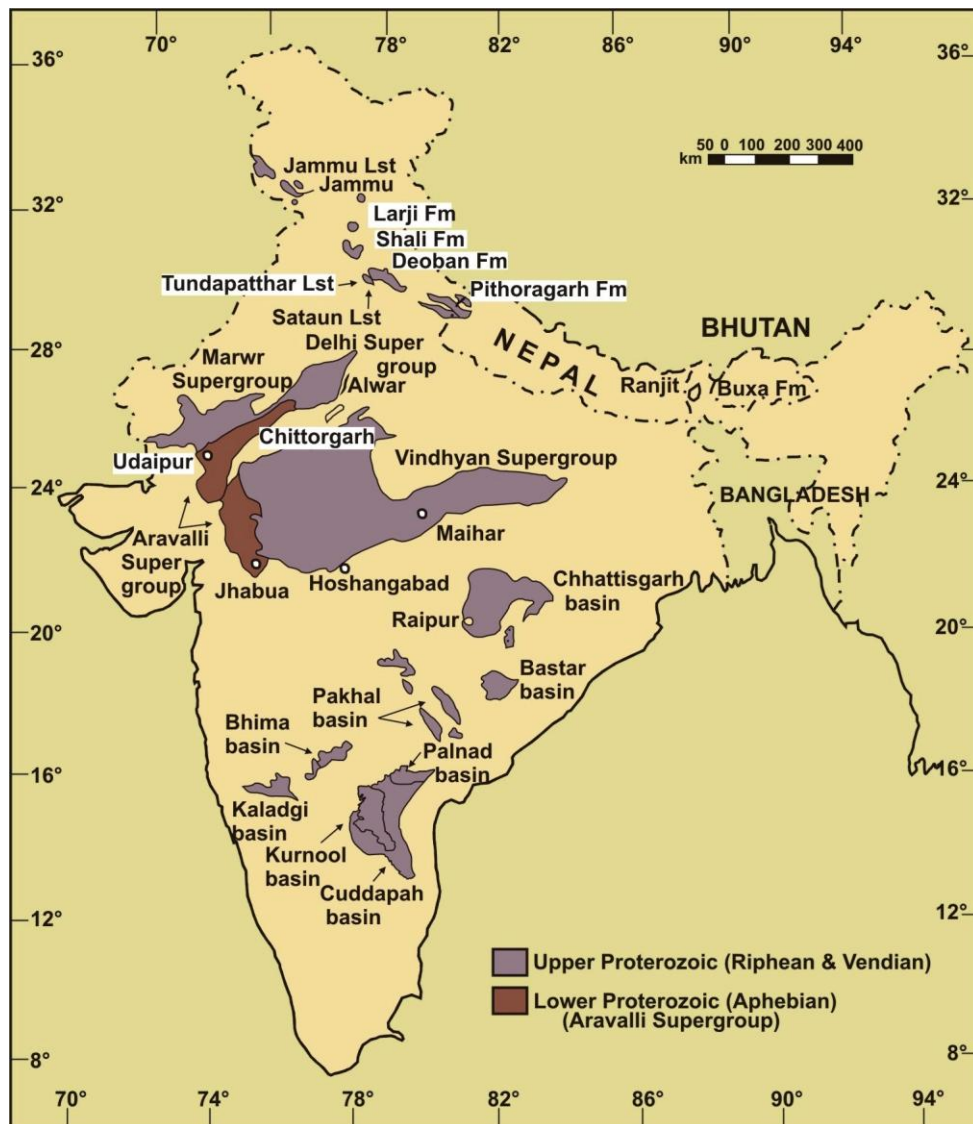 70° 78° 82° 90° 94°
36° 36°
50 0 100 200 300 400
km
Jammu Lst
Jammu
32° 32°
Larji Fm
Shali Fm
Deoban Fm
Tundapatthar Lst
Pithoragarh Fm
Sataun Lst
28° 28°
Delhi Super
group
Marwr
Supergroup
Alwar
NEPAL
BHUTAN
Ranjit
Buxa Fm
Chittorgarh
Udaipur
Vindhyan Supergroup
24° 24°
BANGLADESH
Aravalli
Super
group
Maihar
Jhabua
Hoshangabad
Chhattisgarh
basin
Raipur
20° 20°
Bastar
basin
Pakhal
basin
Bhima
basin
Palnad
basin
16° 16°
Kaladgi
basin
Kurnool
basin
Cuddapah
basin
12° 12°
Upper Proterozoic (Riphean & Vendian)
Lower Proterozoic (Aphebian)
(Aravalli Supergroup)
8° 8°
70° 74° 78° 82° 86° 90° 94°